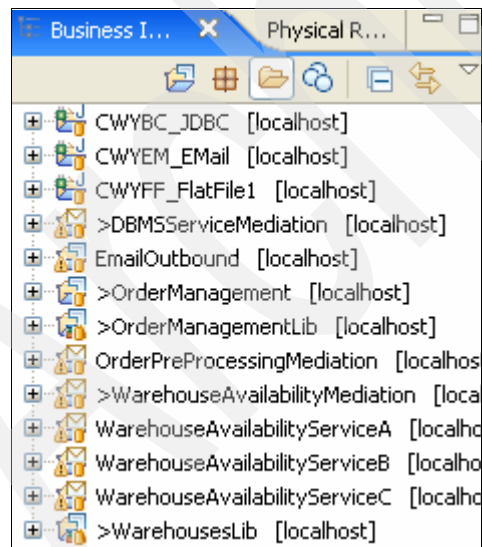 Business I... Physical R...
CWYBC_JDBC [localhost]
CWYEM_EMail [localhost]
CWYFF_FlatFile1 [localhost]
>DBMSServiceMediation [localhost]
EmailOutbound [localhost]
>OrderManagement [localhost]
>OrderManagementLib [localhost]
OrderPreProcessingMediation [localhos
>WarehouseAvailabilityMediation [loca
WarehouseAvailabilityServiceA [localho
WarehouseAvailabilityServiceB [localho
WarehouseAvailabilityServiceC [localho
>WarehousesLib [localhost]